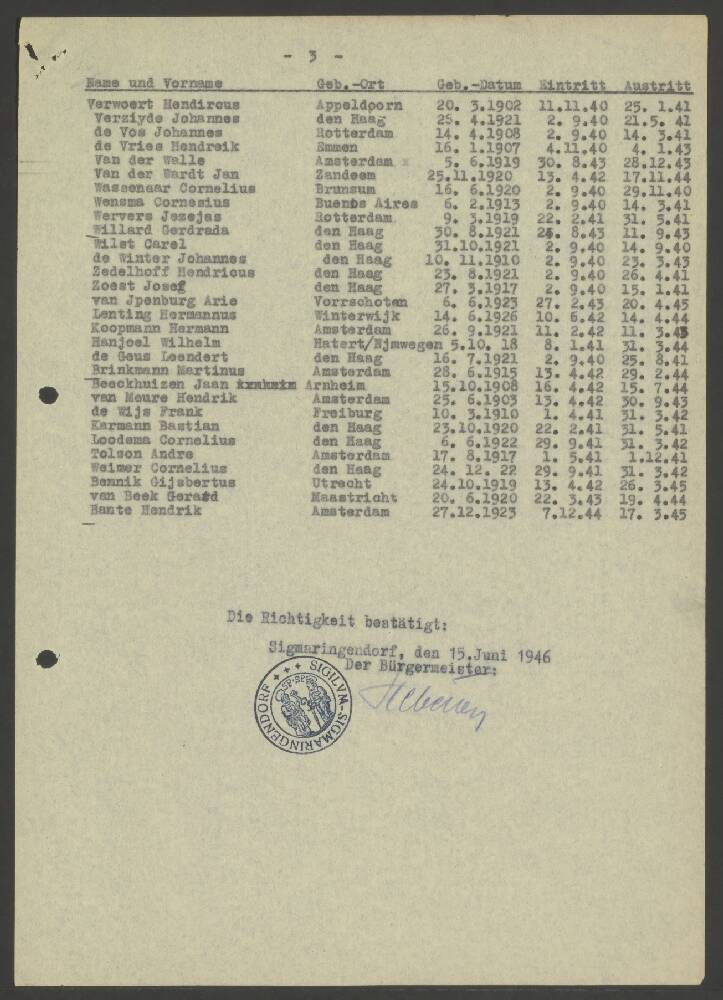 - 3 -
Name und Vorname Geb.-Ort Geb.-Datum Eintritt Austritt
Verwoert Hendircus Appeldoorn 20. 3.1902 11.11.40 25. 1.41
Verziyde Johannes den Haag 25. 4.1921 2. 9.40 21.5. 41
de Vos Johannes Rotterdam 14. 4.1908 2. 9.40 14. 3.41
de Vries Hendreik Emmen 16. 1.1907 4.11.40 4. 1.43
Van der Walle Amsterdam 5. 6.1919 30. 8.43 28.12.43
Van der Wardt Jan Zandeem 25.11.1920 13. 4.42 17.11.44
Wassenaar Cornelius Brunsum 16. 6.1920 2. 9.40 29.11.40
Wensma Cornesius Buenos Aires 6. 2.1913 2. 9.40 14. 3.41
Wervers Jezejas Rotterdam 9. 3.1919 22. 2.41 31. 5.41
Willard Gerdrada den Haag 30. 8.1921 8.43 11. 9.43
Wilst Carel den Haag 31.10.1921 2. 9.40 14. 9.40
de Winter Johannes den Haag 10. 11.1910 2. 9.40 23. 3.43
Zedelhoff Hendricus den Haag 23. 8.1921 2. 9.40 26. 4.41
Zoest Josef den Haag 27. 3.1917 2. 9.40 15. 1.41
van Jpenburg Arie Vorrschoten 6. 6.1923 27. 2.43 20. 4.45
Lenting Hermannus Winterwijk 14. 6.1926 10. 6.42 14. 4.44
Koopmann Hermann Amsterdam 26. 9.1921 11. 2.42 11. 3.43
Hanjoel Wilhelm Hatert/Njmwegen 5.10. 18 8. 1.41 31. 3.44
de Geus Leendert den Haag 16. 7.1921 2. 9.40 25. 8.41
Brinkmann Martinus Amsterdam 28. 6.1915 13. 4.42 29. 2.44
Beeckhuizen Jaan Arnheim 15.10.1908 16. 4.42 15. 7.44
van Meure Hendrik Amsterdam 25. 6.1903 13. 4.42 30. 9.43
de Wijs Frank Freiburg 10. 3.1910 1. 4.41 31. 3.42
Karmann Bastian den Haag 23.10.1920 22. 2.41 31. 5.41
Loodsma Cornelius den Haag 6. 6.1922 29. 9.41 31. 3.42
Tolson Andre Amsterdam 17. 8.1917 1. 5.41 1.12.41
Weimer Cornelius den Haag 24. 12. 22 29. 9.41 31. 3.42
Bennik Gijsbertus Utrecht 24.10.1919 13. 4.42 26. 3.45
van Beek Gerard Maastricht 20. 6.1920 22. 3.43 19. 4.44
Bante Hendrik Amsterdam 27.12.1923 7.12.44 17. 3.45
Die Richtigkeit bestätigt:
Sigmaringendorf, den 15.Juni 1946
Der Bürgermeister:
SIGILVM-SIGMARINGENDORF